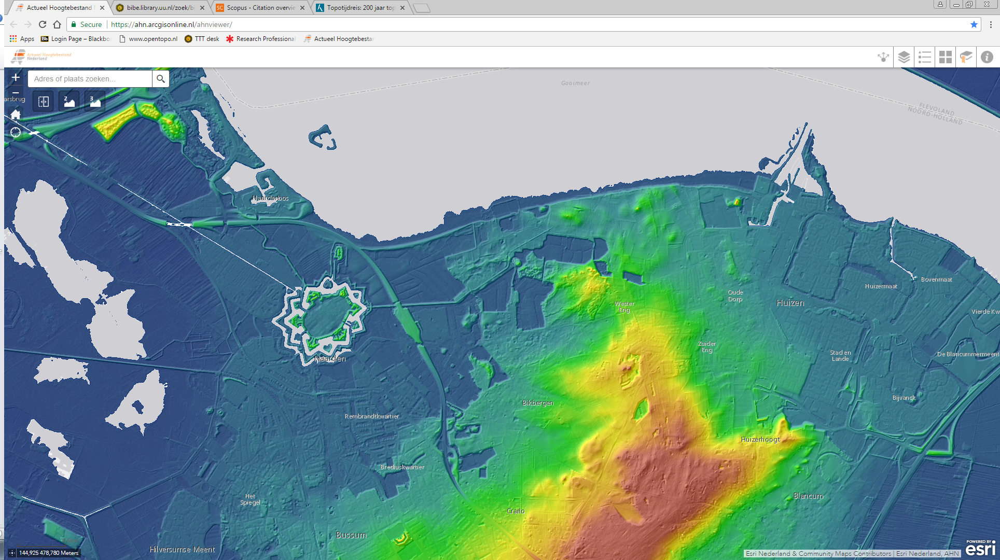 Actueel Hoogtebestand
bibe.library.uu.nl/zoek/bi
SC Scopus - Citation overvie
Topotijdreis: 200 jaar top
Secure
https://ahn.arcgisonline.nl/ahnviewer/
Apps
Bb Login Page – Blackbo
www.opentopo.nl
TTT desk
Research Professional
Actueel Hoogtebestan
Actueel Hoogtebestand
Nederland
+
Adres of plaats zoeken...
−
2
3
arsbrug
Gooimeer
FLEVOLAND
NOORD-HOLLAND
Naarderbos
Bovenmaat
Huizermaat
Oude
Dorp
Huizen
Wester
Eng
Vierde Kw
Zuider
Eng
Stad en
Lande
De Blaricummermeent
Naarden
Bijvanck
Bikbergen
Rembrandtkwartier
Huizerhoogt
Brediuskwartier
Blaricum
Het
Spiegel
Crailo
Bussum
Hilversumse Meent
144,925 478,780 Meters
Esri Nederland & Community Maps Contributors | Esri Nederland, AHN
POWERED BY
esri